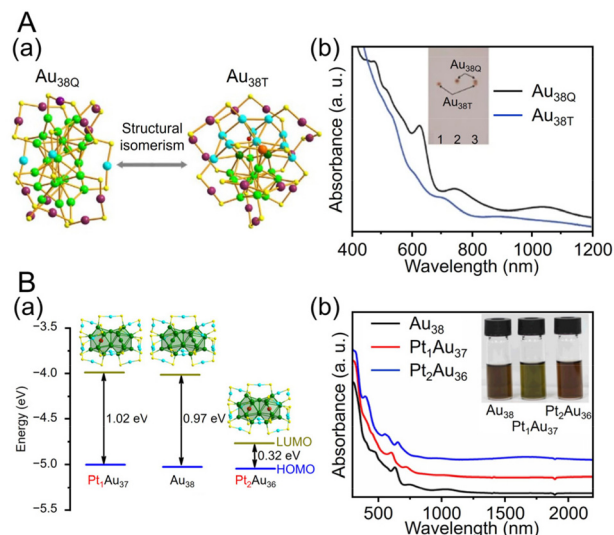 A
(a)
Au38Q
Au38T
Structural
isomerism
(b)
Absorbance (a. u.)
Au38Q
Au38T
1 2 3
Au38Q
Au38T
400 600 800 1000 1200
Wavelength (nm)
B
(a)
Energy (eV)
−3.5
−4.0
−4.5
−5.0
−5.5
1.02 eV
0.97 eV
0.32 eV
LUMO
HOMO
Pt1Au37
Au38
Pt2Au36
(b)
Absorbance (a. u.)
Au38
Pt1Au37
Pt2Au36
Au38
Pt1Au37
Pt2Au36
500 1000 1500 2000
Wavelength (nm)